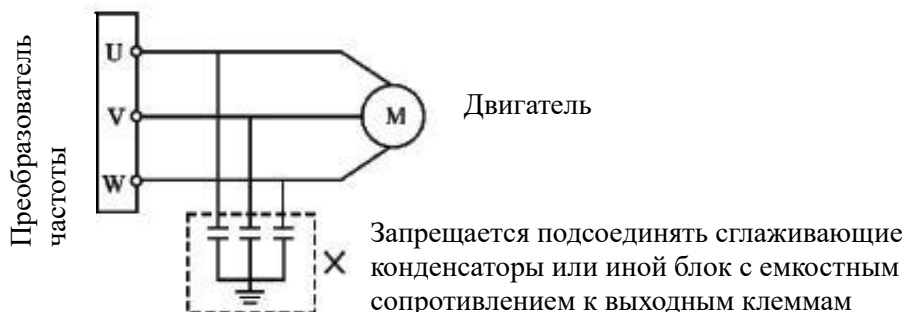 Преобразователь
частоты
U
V
W
M
Двигатель
Запрещается подсоединять сглаживающие
конденсаторы или иной блок с емкостным
сопротивлением к выходным клеммам